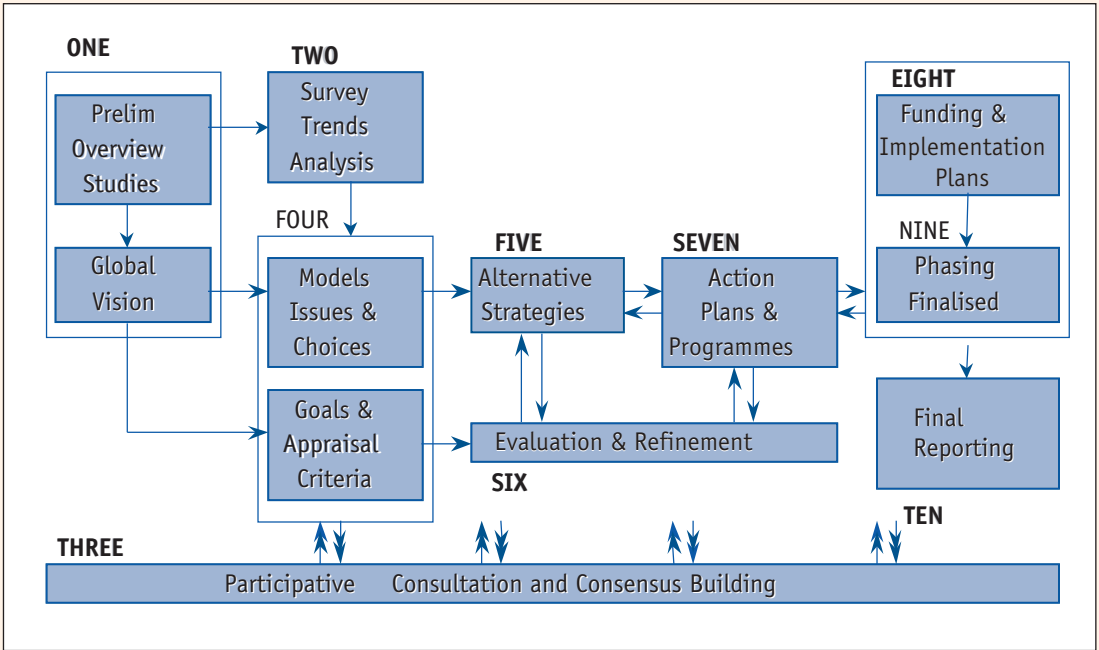 ONE
Prelim
Overview
Studies
Global
Vision
TWO
Survey
Trends
Analysis
FOUR
Models
Issues &
Choices
Goals &
Appraisal
Criteria
FIVE
Alternative
Strategies
SEVEN
Action
Plans &
Programmes
Evaluation & Refinement
SIX
EIGHT
Funding &
Implementation
Plans
NINE
Phasing
Finalised
Final
Reporting
TEN
THREE
Participative Consultation and Consensus Building